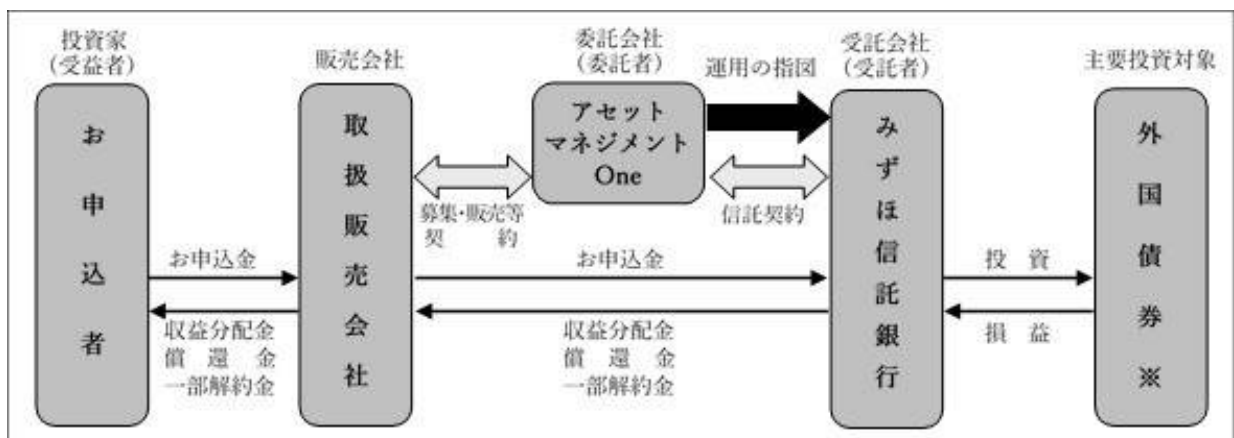 投資家
(受益者)
お申込者
販売会社
取扱販売会社
委託会社
(委託者)
アセット
マネジメント
One
運用の指図
受託会社
(受託者)
みずほ信託銀行
主要投資対象
外国債券※
募集・販売等
契 約
信託契約
お申込金
収益分配金
償 還 金
一部解約金
お申込金
収益分配金
償 還 金
一部解約金
投 資
損 益